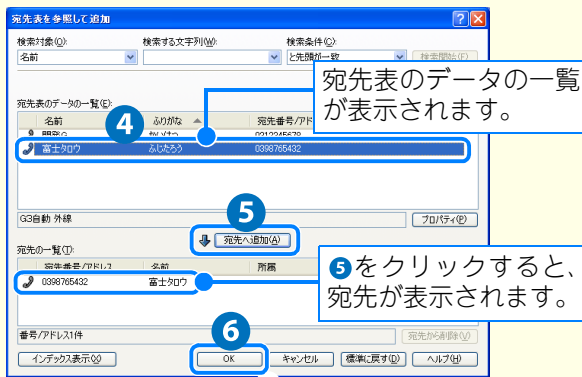 宛先表を参照して追加
検索対象(O):
検索する文字列(W):
検索条件(C):
名前
と先頭が一致
検索開始(F)
宛先表のデータの一覧
が表示されます。
宛先表のデータの一覧(E):
名前 ふりがな 宛先番号/アド
4
富士タロウ ふじたろう 0398765432
G3自動 外線
プロパティ(P)
5
宛先へ追加(A)
宛先の一覧(T):
宛先番号/アドレス 名前 所属
0398765432 富士タロウ
5をクリックすると、
宛先が表示されます。
番号/アドレス1件
6
宛先から削除(V)
インデックス表示(X)
OK
キャンセル
標準に戻す(D)
ヘルプ(H)